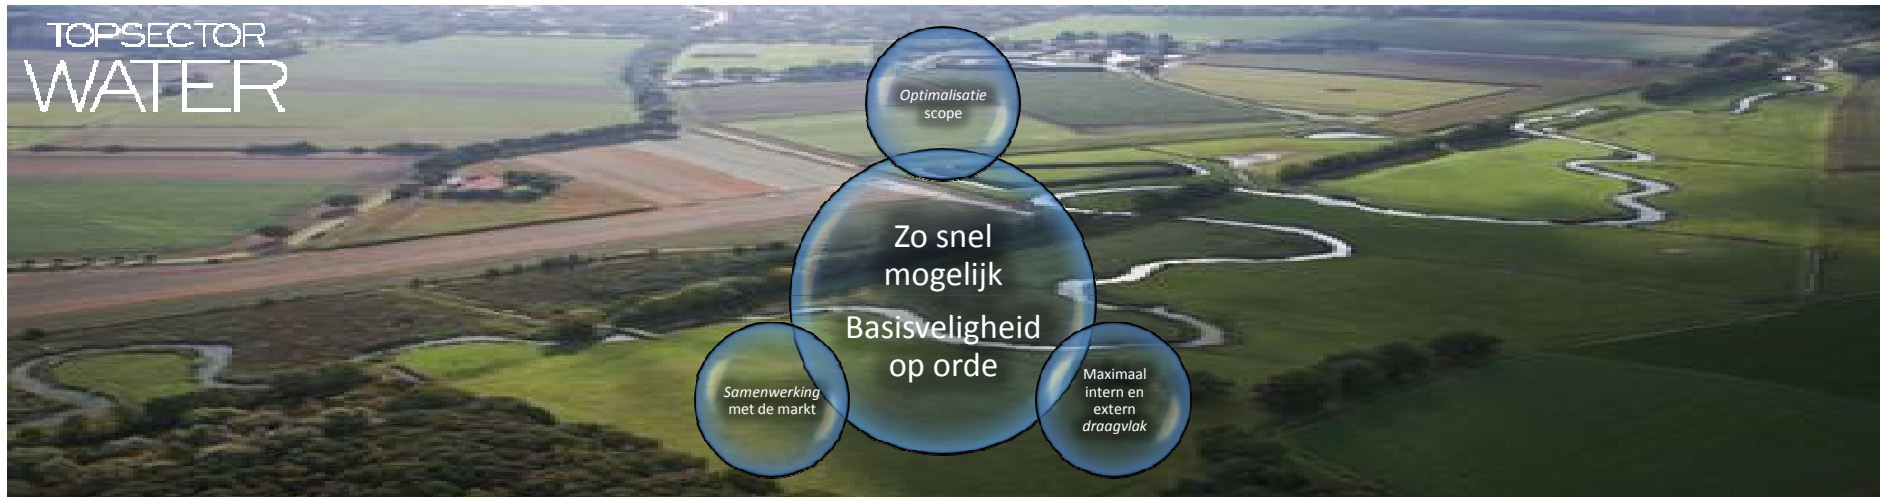 TOPSECTOR
WATER
Optimalisatie
scope
Zo snel
mogelijk
Basisveligheid
op orde
Samenwerking
met de markt
Maximaal
intern en
extern
draagvlak